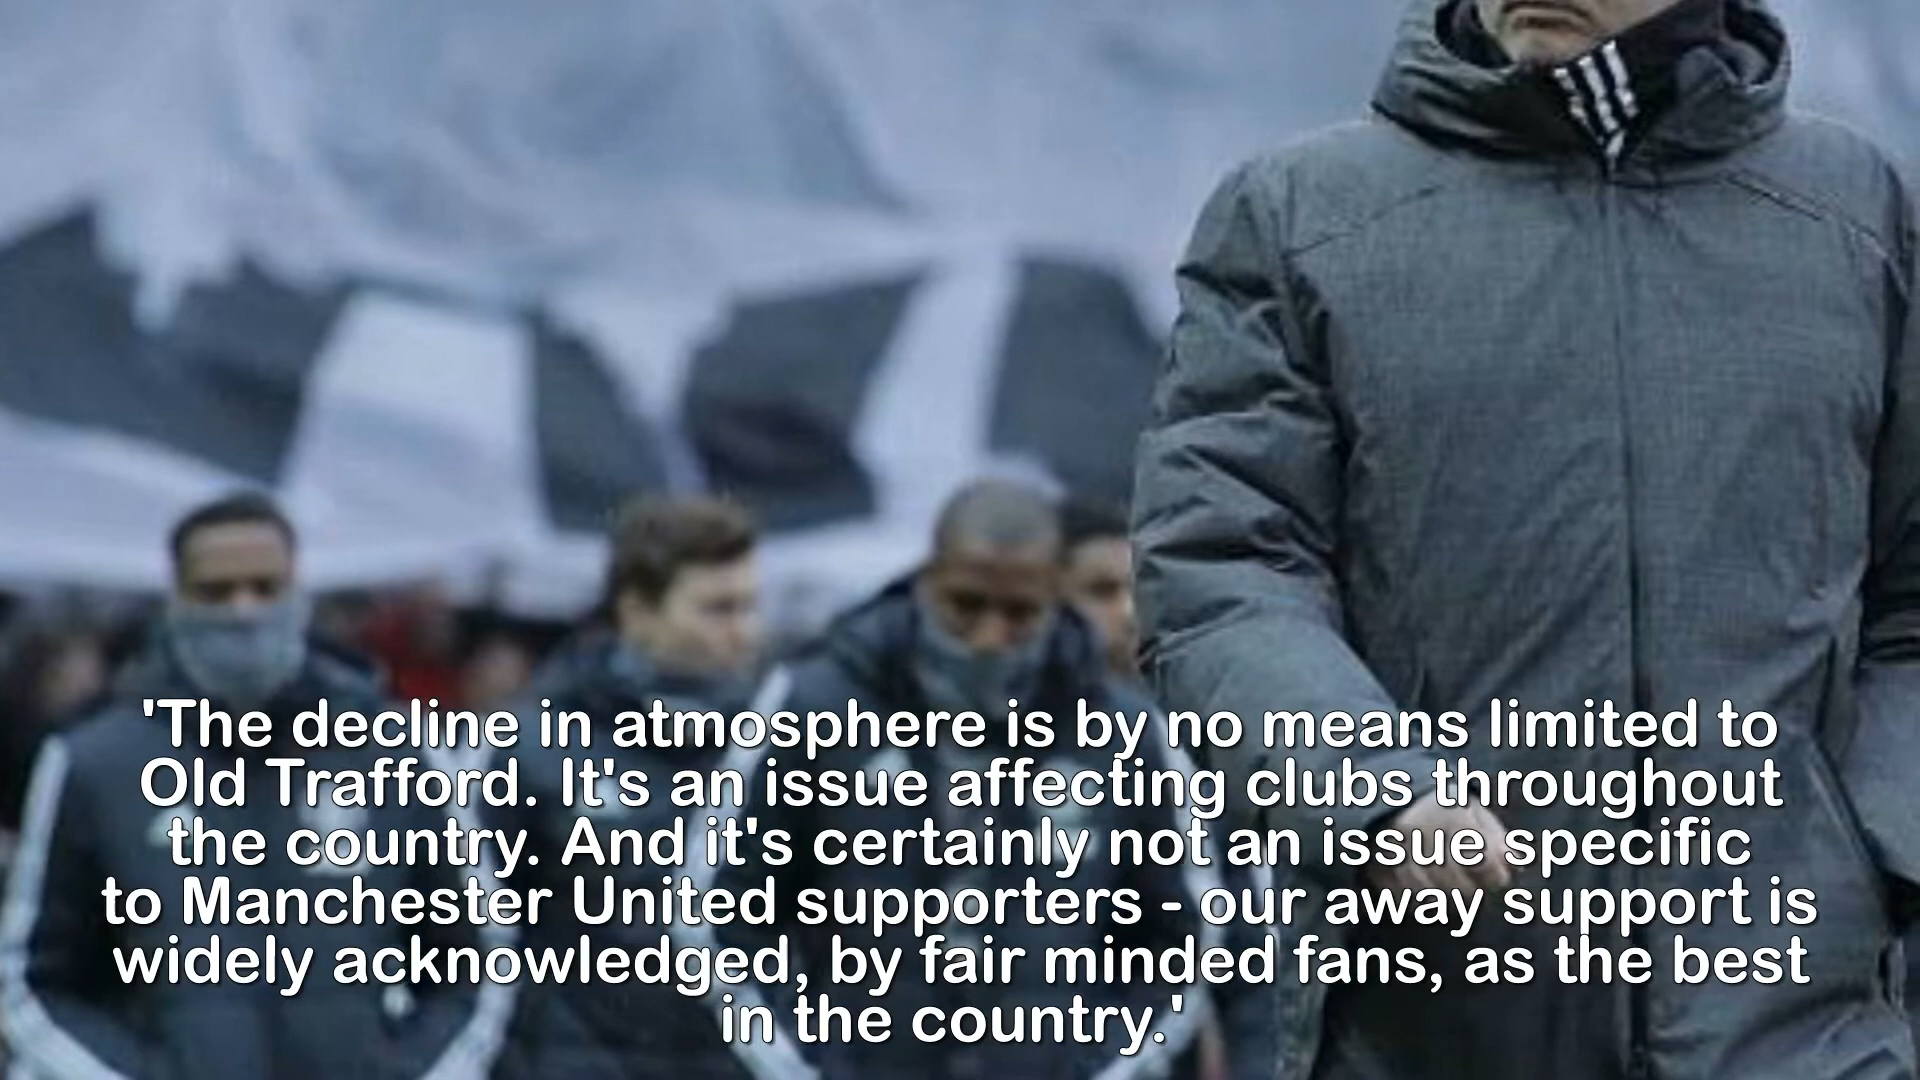 'The decline in atmosphere is by no means limited to
Old Trafford. It's an issue affecting clubs throughout
the country. And it's certainly not an issue specific
to Manchester United supporters - our away support is
widely acknowledged, by fair minded fans, as the best
in the country.'